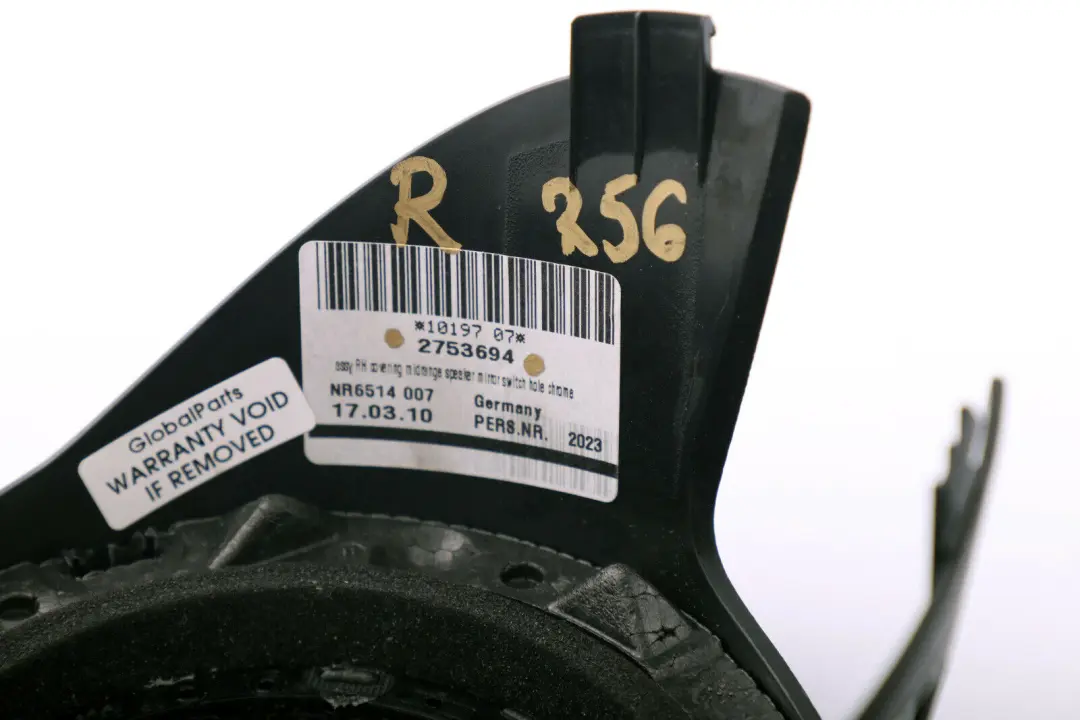 R R56
*10197 07*
2753694
assy RH covering midrange speaker mirror switch hole chrome
NR6514 007
17.03.10
Germany
PERS.NR. 2023
GlobalParts
WARRANTY VOID
IF REMOVED